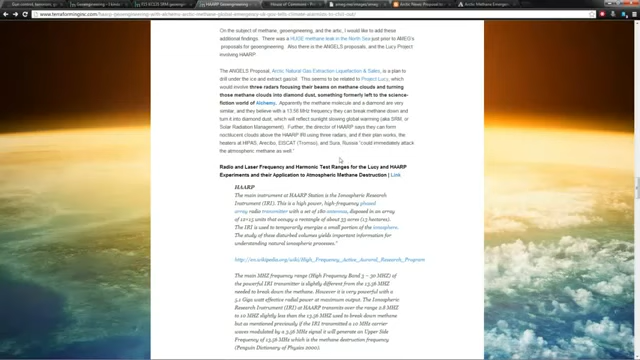 HAARP Geoengineering
www.terraforminginc.com/
On the subject of methane, geoengineering, and the artic, I would like to add these
additional findings. There was a HUGE methane leak in the North Sea just prior to AMEG's
proposals for geoengineering. Also there is the ANGELS proposals, and the Lucy Project
involving HAARP.
The ANGELS Proposal, Arctic Natural Gas Extraction Liquefaction & Sales, is a plan to
drill under the ice and extract gas/oil. This seems to be related to Project Lucy, which
would involve three radars focusing their beams on methane clouds and turning
those methane clouds into diamond dust, something formerly left to the science-
fiction world of Alchemy. Apparently the methane molecule and a diamond are very
similar, and they believe with a 13.56 MHz frequency they can break methane down and
turn it into diamond dust, which will reflect sunlight slowing global warming (aka SRM, or
Solar Radiation Management). Further, the director of HAARP says they can form
noctilucent clouds above the HAARP IRI using three radars, and if their plan works, the
heaters at HIPAS, Arecibo, EISCAT (Tromso), and Sura, Russia "could immediately attack
the atmospheric methane as well."
Radio and Laser Frequency and Harmonic Test Ranges for the Lucy and HAARP
Experiments and their Application to Atmospheric Methane Destruction | Link
HAARP
The main instrument at HAARP Station is the Ionospheric Research
Instrument (IRI). This is a high power, high-frequency phased
array radio transmitter with a set of 180 antennas, disposed in an array
of 12×15 units that occupy a rectangle of about 33 acres (13 hectares).
The IRI is used to temporarily energize a small portion of the ionosphere.
The study of these disturbed volumes yields important information for
understanding natural ionospheric processes."
http://en.wikipedia.org/wiki/High_Frequency_Active_Auroral_Research_Program
The main MHZ frequency range (High Frequency Band 3 – 30 MHZ) of
the powerful IRI transmitter is slightly different from the 13.56 MHZ
needed to break down the methane. However it is very powerful with a
5.1 Giga watt effective radial power at maximum output. The Ionospheric
Research Instrument (IRI) at HAARP transmits over the range 2.8 MHZ
to 10 MHZ slightly less than the 13.56 MHZ used to break down methane
but as mentioned previously if the IRI transmitted a 10 MHZ carrier
waves modulated by a 3.56 MHZ signal it will generate an Upper Side
Frequency of 13.56 MHZ which is the methane destruction frequency
(Penguin Dictionary of Physics 2000).